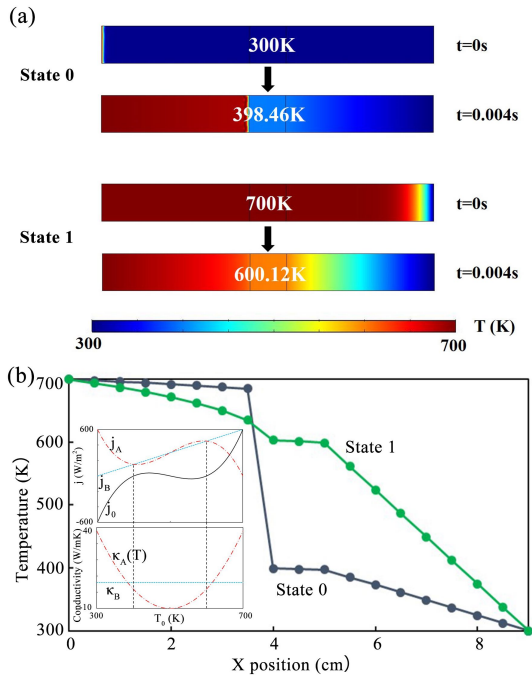 (a)
300K
t=0s
State 0
398.46K
t=0.004s
700K
t=0s
State 1
600.12K
t=0.004s
T (K)
300
700
(b)
700
600
500
400
300
Temperature (K)
State 1
State 0
600
-600
j (W/m²)
j_A
j_B
j_0
40
10
Conductivity (W/mK)
κ_A(T)
κ_B
300
T_0 (K)
700
0
2
4
6
8
X position (cm)